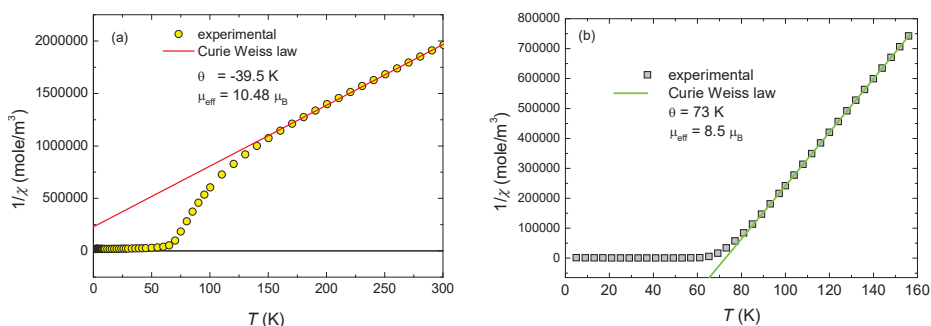 (a)
experimental
Curie Weiss law
θ = -39.5 K
μeff = 10.48 μB
1/χ (mole/m³)
2000000
1500000
1000000
500000
0
0 50 100 150 200 250 300
T (K)
(b)
experimental
Curie Weiss law
θ = 73 K
μeff = 8.5 μB
1/χ (mole/m³)
800000
700000
600000
500000
400000
300000
200000
100000
0
0 20 40 60 80 100 120 140 160
T (K)